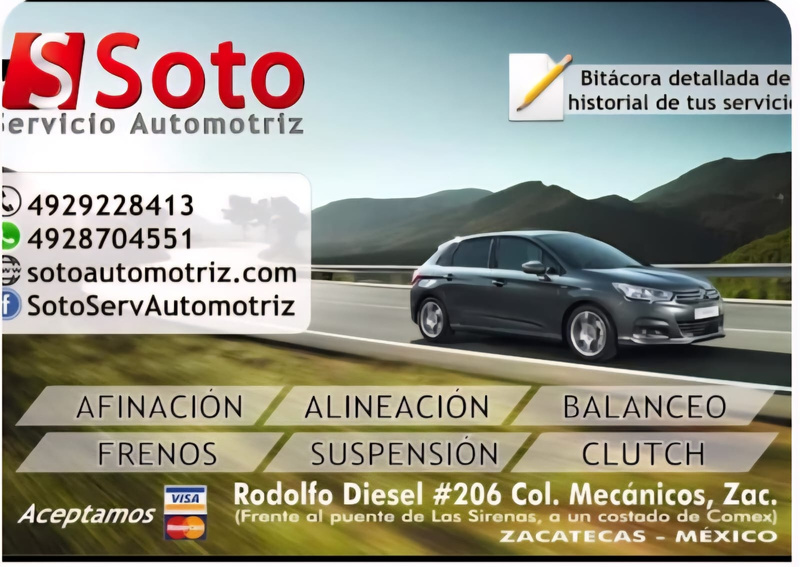 Soto
Servicio Automotriz
Bitácora detallada de
historial de tus servicio
4929228413
4928704551
sotoautomotriz.com
SotoServAutomotriz
AFINACIÓN ALINEACIÓN BALANCEO
FRENOS SUSPENSIÓN CLUTCH
Aceptamos VISA MasterCard
Rodolfo Diesel #206 Col. Mecánicos, Zac.
(Frente al puente de Las Sirenas, a un costado de Comex)
ZACATECAS – MÉXICO